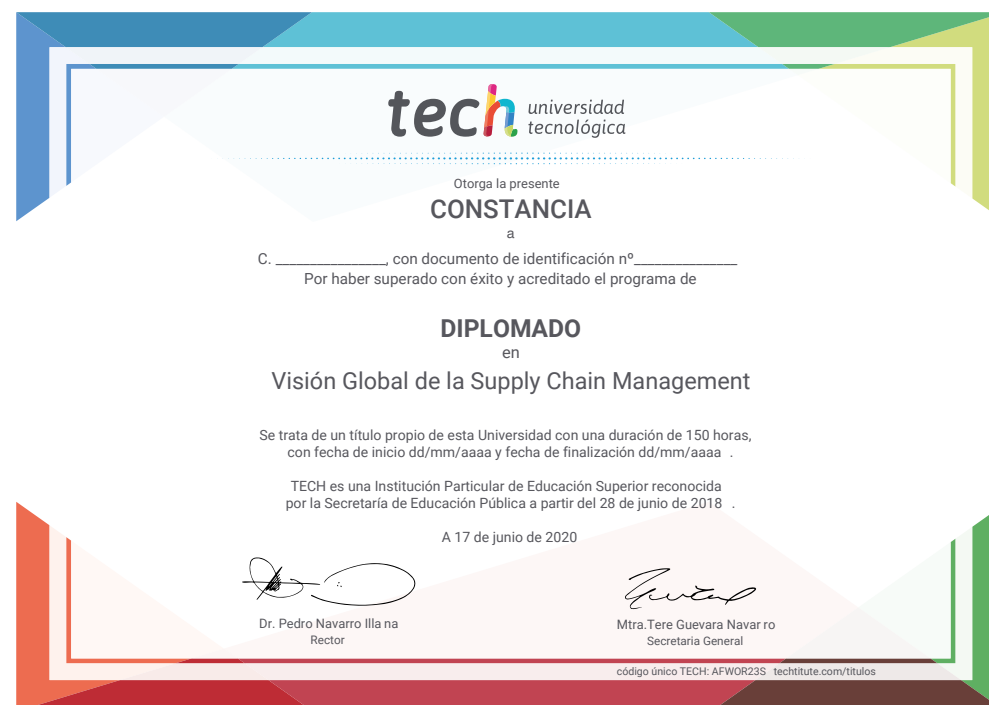 tech universidad
tecnológica
Otorga la presente
CONSTANCIA
a
C. ________________, con documento de identificación nº_______________
Por haber superado con éxito y acreditado el programa de
DIPLOMADO
en
Visión Global de la Supply Chain Management
Se trata de un título propio de esta Universidad con una duración de 150 horas,
con fecha de inicio dd/mm/aaaa y fecha de finalización dd/mm/aaaa .
TECH es una Institución Particular de Educación Superior reconocida
por la Secretaría de Educación Pública a partir del 28 de junio de 2018 .
A 17 de junio de 2020
Dr. Pedro Navarro Illa na
Rector
Mtra.Tere Guevara Navar ro
Secretaria General
código único TECH: AFWOR23S techtitute.com/titulos